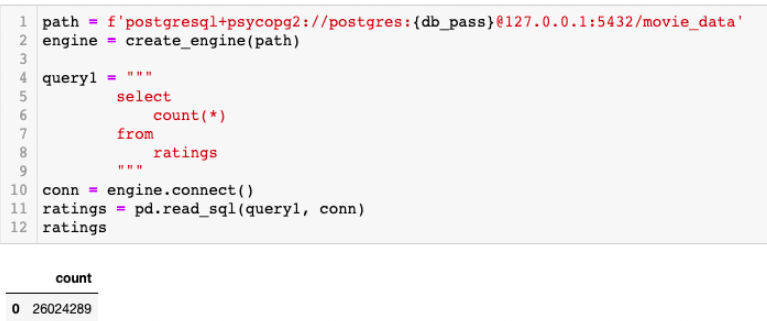 1 path = f'postgresql+psycopg2://postgres:{db_pass}@127.0.0.1:5432/movie_data'
2 engine = create_engine(path)
3
4 query1 = """
5         select
6             count(*)
7         from
8             ratings
9         """
10 conn = engine.connect()
11 ratings = pd.read_sql(query1, conn)
12 ratings
count
0 26024289